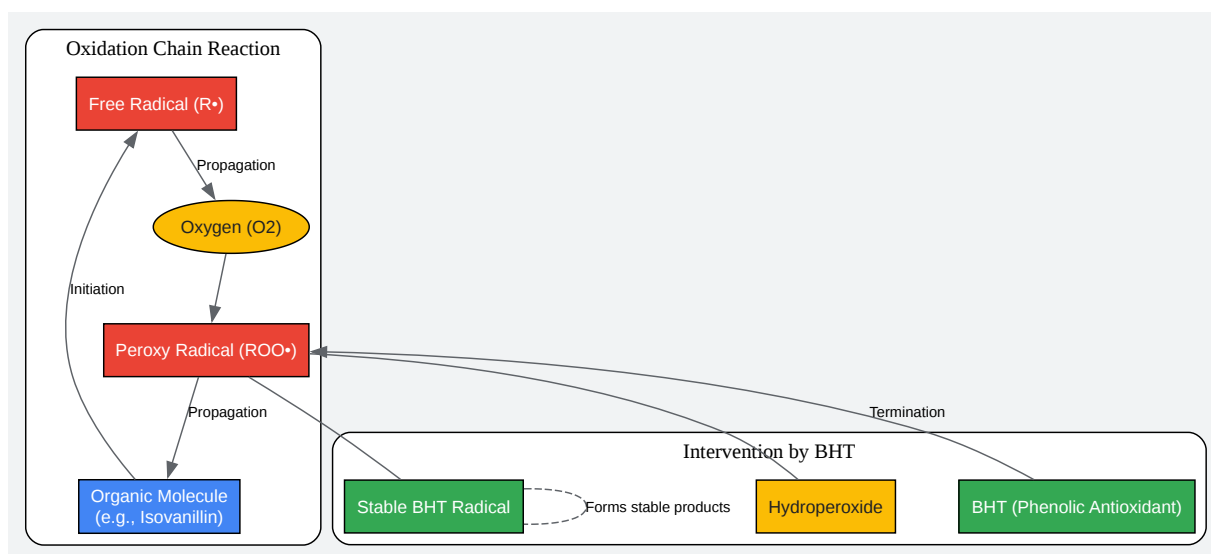 Oxidation Chain Reaction
Free Radical (R•)
Propagation
Oxygen (O2)
Initiation
Peroxy Radical (ROO•)
Propagation
Organic Molecule
(e.g., Isovanillin)
Termination
Intervention by BHT
Stable BHT Radical
Forms stable products
Hydroperoxide
BHT (Phenolic Antioxidant)